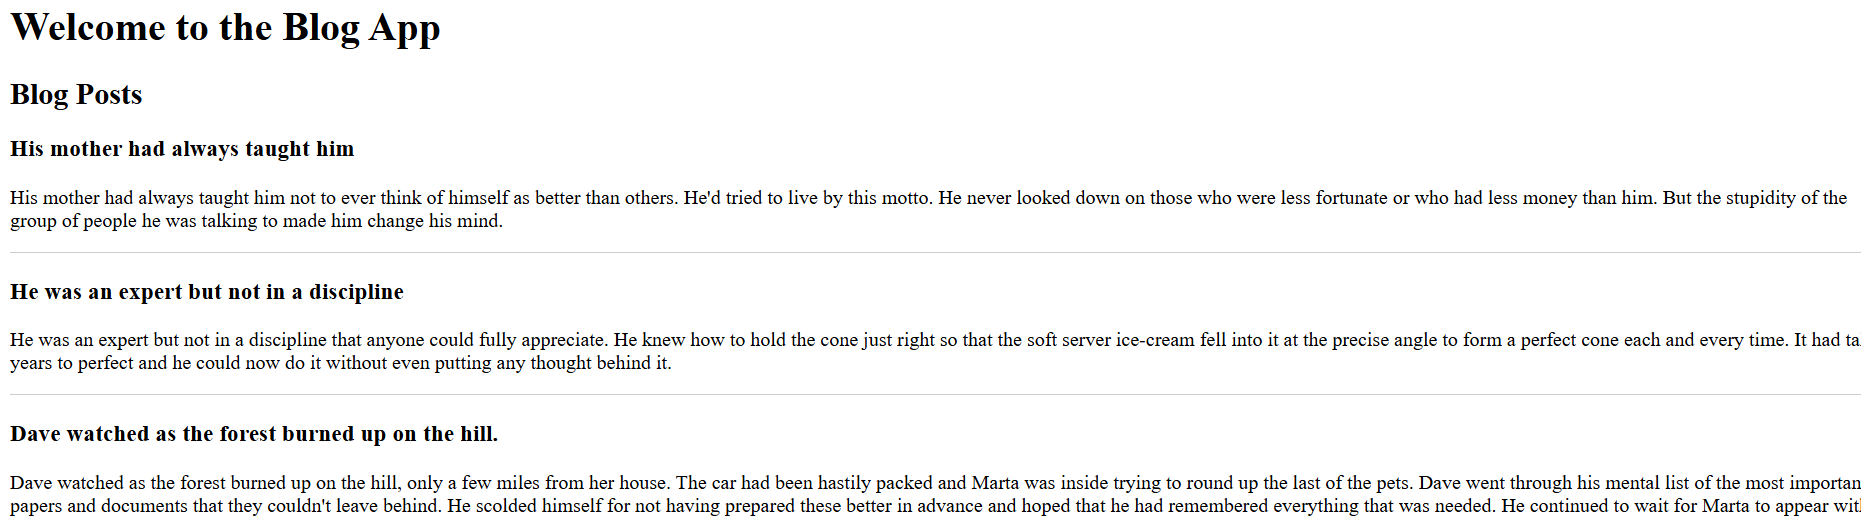 Welcome to the Blog App
Blog Posts
His mother had always taught him
His mother had always taught him not to ever think of himself as better than others. He'd tried to live by this motto. He never looked down on those who were less fortunate or who had less money than him. But the stupidity of the
group of people he was talking to made him change his mind.
He was an expert but not in a discipline
He was an expert but not in a discipline that anyone could fully appreciate. He knew how to hold the cone just right so that the soft server ice-cream fell into it at the precise angle to form a perfect cone each and every time. It had ta
years to perfect and he could now do it without even putting any thought behind it.
Dave watched as the forest burned up on the hill.
Dave watched as the forest burned up on the hill, only a few miles from her house. The car had been hastily packed and Marta was inside trying to round up the last of the pets. Dave went through his mental list of the most importan
papers and documents that they couldn't leave behind. He scolded himself for not having prepared these better in advance and hoped that he had remembered everything that was needed. He continued to wait for Marta to appear wit